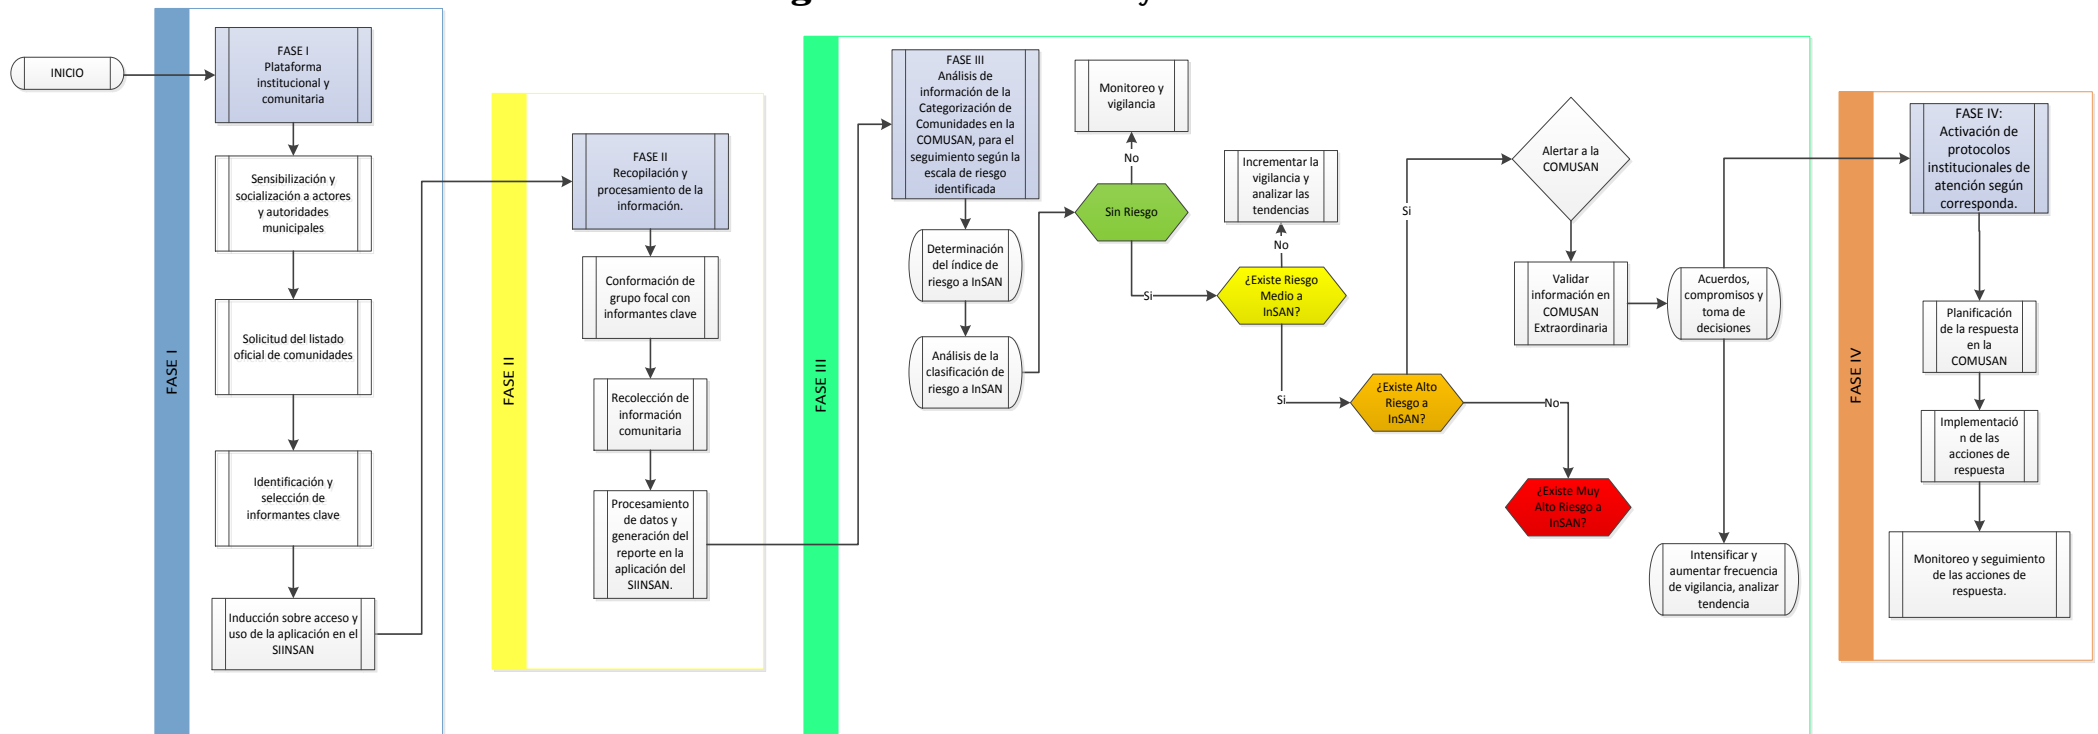 INICIO
FASE I
FASE I
Plataforma
institucional y
comunitaria
Sensibilización y
socialización a actores
y autoridades
municipales
Solicitud del listado
oficial de comunidades
Identificación y
selección de
informantes clave
Inducción sobre acceso y
uso de la aplicación en el
SIINSAN
FASE II
FASE II
Recopilación y
procesamiento de la
información.
Conformación de
grupo focal con
informantes clave
Recolección de
información
comunitaria
Procesamiento
de datos y
generación del
reporte en la
aplicación del
SIINSAN.
FASE III
FASE III
Análisis de
información de la
Categorización de
Comunidades en la
COMUSAN, para el
seguimiento según la
escala de riesgo
identificada
Determinación
del índice de
riesgo a InSAN
Análisis de la
clasificación de
riesgo a InSAN
Monitoreo y
vigilancia
No
Sin Riesgo
Si
Incrementar la
vigilancia y
analizar las
tendencias
No
¿Existe Riesgo
Medio a
InSAN?
Si
¿Existe Alto
Riesgo a
InSAN?
Si
No
¿Existe Muy
Alto Riesgo a
InSAN?
Alertar a la
COMUSAN
Validar
información en
COMUSAN
Extraordinaria
Acuerdos,
compromisos y
toma de
decisiones
Intensificar y
aumentar frecuencia
de vigilancia, analizar
tendencia
FASE IV
FASE IV:
Activación de
protocolos
institucionales de
atención según
corresponda.
Planificación
de la respuesta
en la
COMUSAN
Implementació
n de las
acciones de
respuesta
Monitoreo y seguimiento
de las acciones de
respuesta.